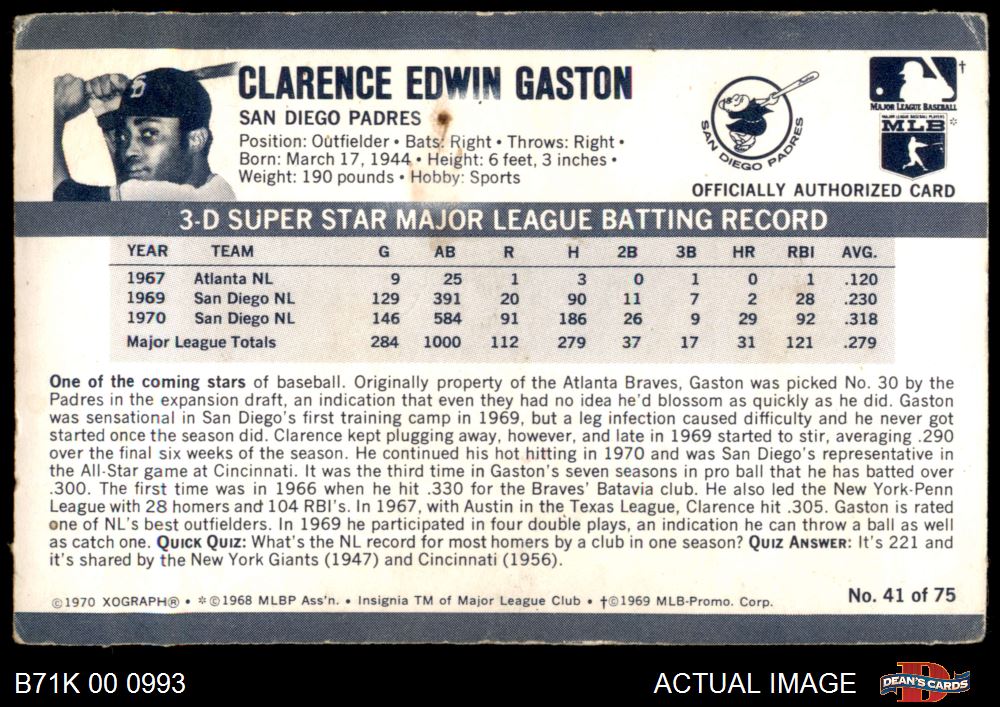 CLARENCE EDWIN GASTON
SAN DIEGO PADRES
Position: Outfielder • Bats: Right • Throws: Right •
Born: March 17, 1944 • Height: 6 feet, 3 inches •
Weight: 190 pounds • Hobby: Sports
SAN DIEGO PADRES
MAJOR LEAGUE BASEBALL †
MAJOR LEAGUE BASEBALL PLAYERS
MLB *
OFFICIALLY AUTHORIZED CARD
3-D SUPER STAR MAJOR LEAGUE BATTING RECORD
YEAR TEAM G AB R H 2B 3B HR RBI AVG.
1967 Atlanta NL 9 25 1 3 0 1 0 1 .120
1969 San Diego NL 129 391 20 90 11 7 2 28 .230
1970 San Diego NL 146 584 91 186 26 9 29 92 .318
Major League Totals 284 1000 112 279 37 17 31 121 .279
One of the coming stars of baseball. Originally property of the Atlanta Braves, Gaston was picked No. 30 by the
Padres in the expansion draft, an indication that even they had no idea he'd blossom as quickly as he did. Gaston
was sensational in San Diego's first training camp in 1969, but a leg infection caused difficulty and he never got
started once the season did. Clarence kept plugging away, however, and late in 1969 started to stir, averaging .290
over the final six weeks of the season. He continued his hot hitting in 1970 and was San Diego's representative in
the All-Star game at Cincinnati. It was the third time in Gaston's seven seasons in pro ball that he has batted over
.300. The first time was in 1966 when he hit .330 for the Braves' Batavia club. He also led the New York-Penn
League with 28 homers and 104 RBI's. In 1967, with Austin in the Texas League, Clarence hit .305. Gaston is rated
one of NL's best outfielders. In 1969 he participated in four double plays, an indication he can throw a ball as well
as catch one. QUICK QUIZ: What's the NL record for most homers by a club in one season? QUIZ ANSWER: It's 221 and
it's shared by the New York Giants (1947) and Cincinnati (1956).
©1970 XOGRAPH® • *©1968 MLBP Ass'n. • Insignia TM of Major League Club • †©1969 MLB-Promo. Corp.
No. 41 of 75
B71K 00 0993
ACTUAL IMAGE
DEAN'S CARDS